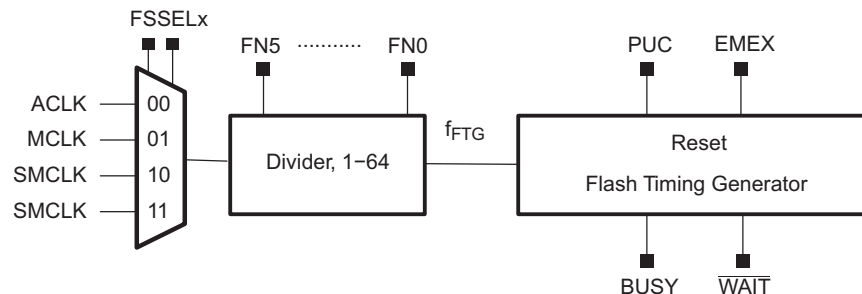 FSSELx
FN5 ........... FN0
PUC EMEX
ACLK 00
MCLK 01
SMCLK 10
SMCLK 11
Divider, 1−64
fFTG
Reset
Flash Timing Generator
BUSY W̅A̅I̅T̅